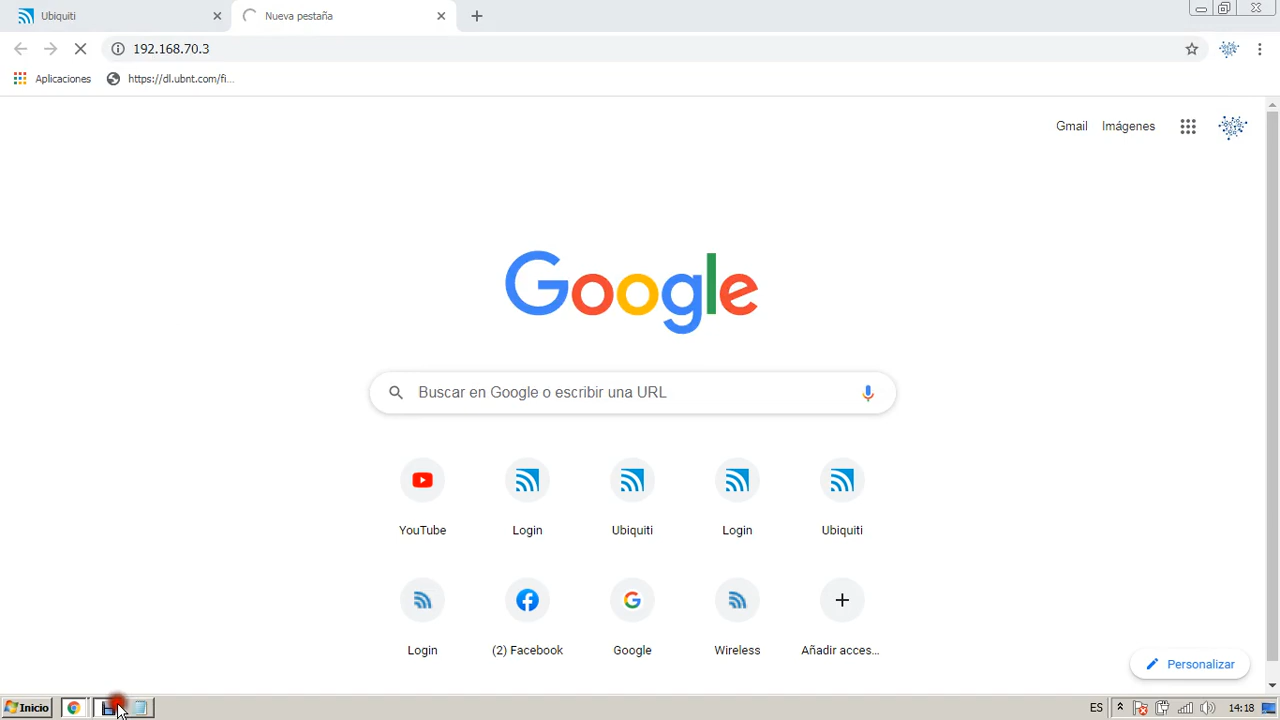 Ubiquiti
Nueva pestaña
192.168.70.3
Aplicaciones
https://dl.ubnt.com/fi...
Gmail
Imágenes
Google
Buscar en Google o escribir una URL
YouTube
Login
Ubiquiti
Login
Ubiquiti
Login
(2) Facebook
Google
Wireless
Añadir acces...
Personalizar
Inicio
ES
14:18